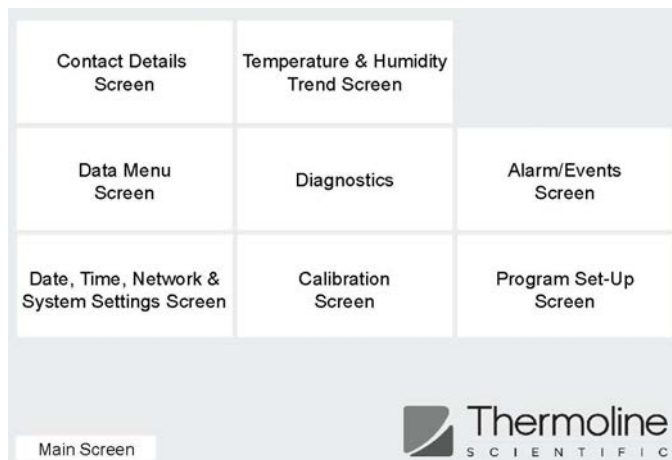 Contact Details
Screen
Temperature & Humidity
Trend Screen
Data Menu
Screen
Diagnostics
Alarm/Events
Screen
Date, Time, Network &
System Settings Screen
Calibration
Screen
Program Set-Up
Screen
Main Screen
Thermoline
SCIENTIFIC